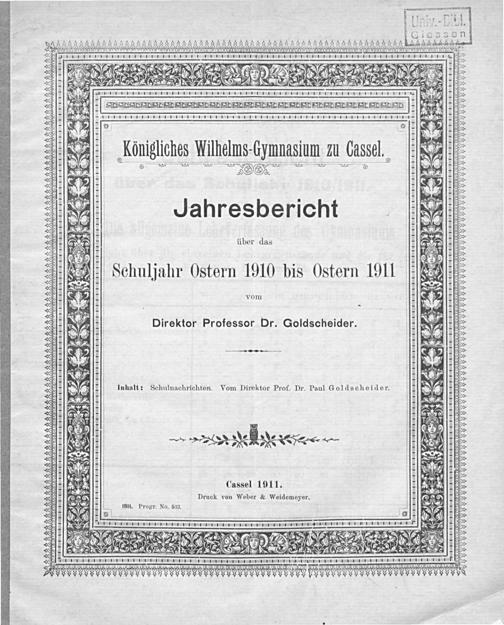 Univ.-Bibl.
Giessen
Königliches Wilhelms-Gymnasium zu Cassel.
Jahresbericht
über das
Schuljahr Ostern 1910 bis Ostern 1911
vom
Direktor Professor Dr. Goldscheider.
Inhalt: Schulnachrichten. Vom Direktor Prof. Dr. Paul Goldscheider.
Cassel 1911.
Druck von Weber & Weidemeyer.
1911. Progr. No.